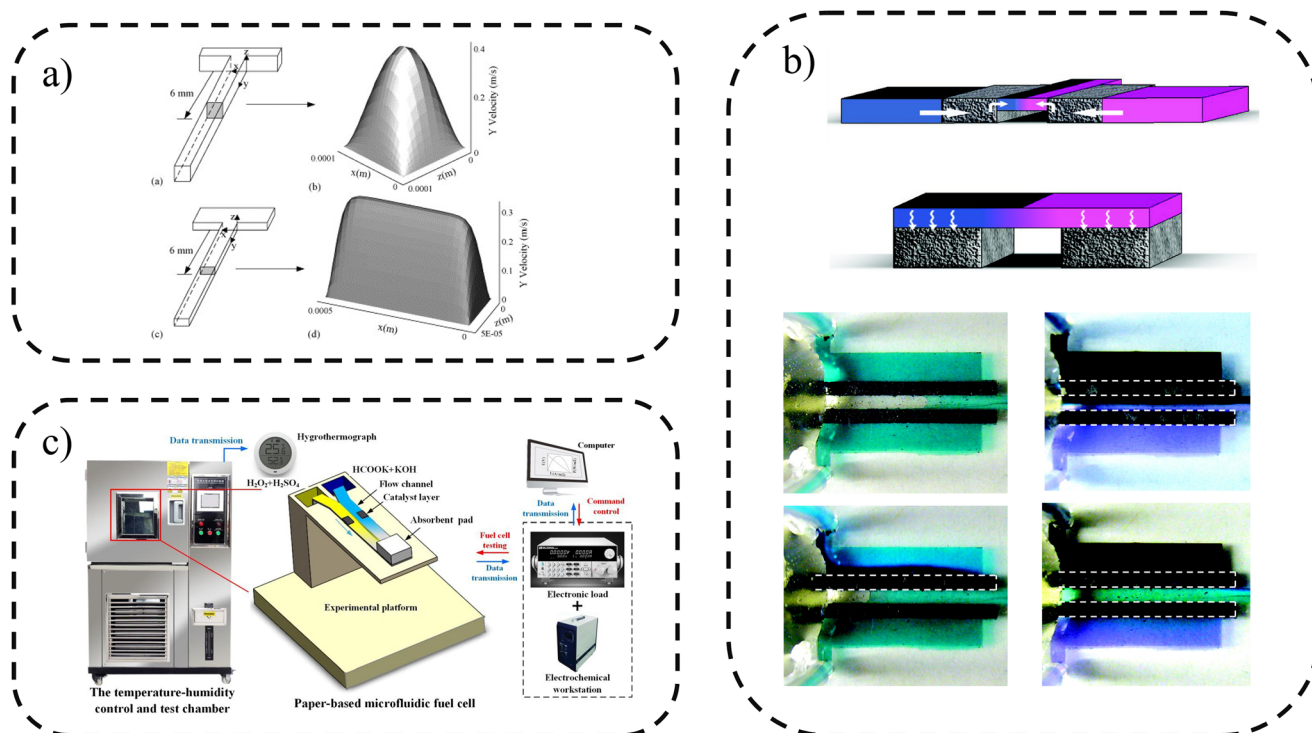 a)
z
x
y
6 mm
(a)
0.4
0.2
0
Y Velocity (m/s)
0.0001
x(m)
0
0.0001
z(m)
0
(b)
z
y
6 mm
(c)
0.3
0.2
0.1
0
Y Velocity (m/s)
0.0005
x(m)
0
z(m)
5E-05
0
(d)
b)
c)
Data transmission
Hygrothermograph
H₂O₂+H₂SO₄
HCOOK+KOH
Flow channel
Catalyst layer
Absorbent pad
Experimental platform
Computer
Data
transmission
Command
control
Fuel cell
testing
Data
transmission
Electronic load
+
Electrochemical
workstation
The temperature-humidity
control and test chamber
Paper-based microfluidic fuel cell